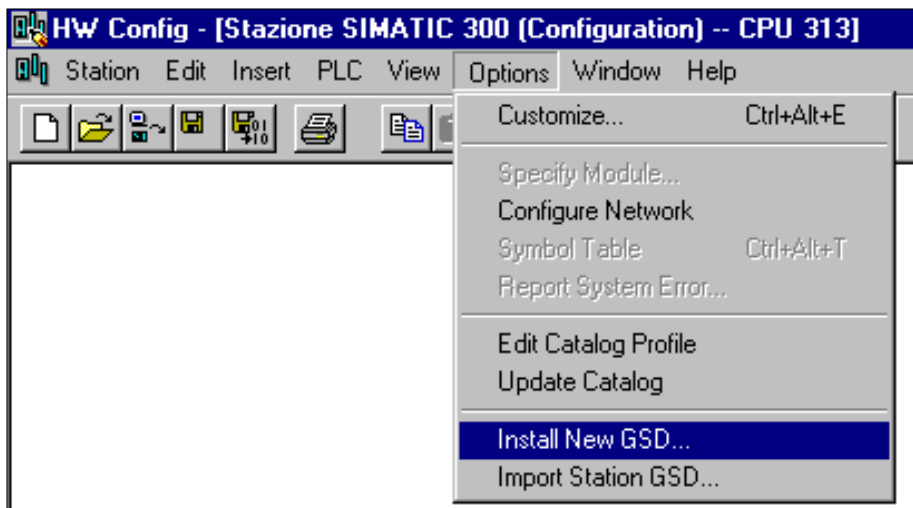 HW Config - [Stazione SIMATIC 300 (Configuration) -- CPU 313]
Station Edit Insert PLC View Options Window Help
Customize... Ctrl+Alt+E
Specify Module...
Configure Network
Symbol Table Ctrl+Alt+T
Report System Error...
Edit Catalog Profile
Update Catalog
Install New GSD...
Import Station GSD...